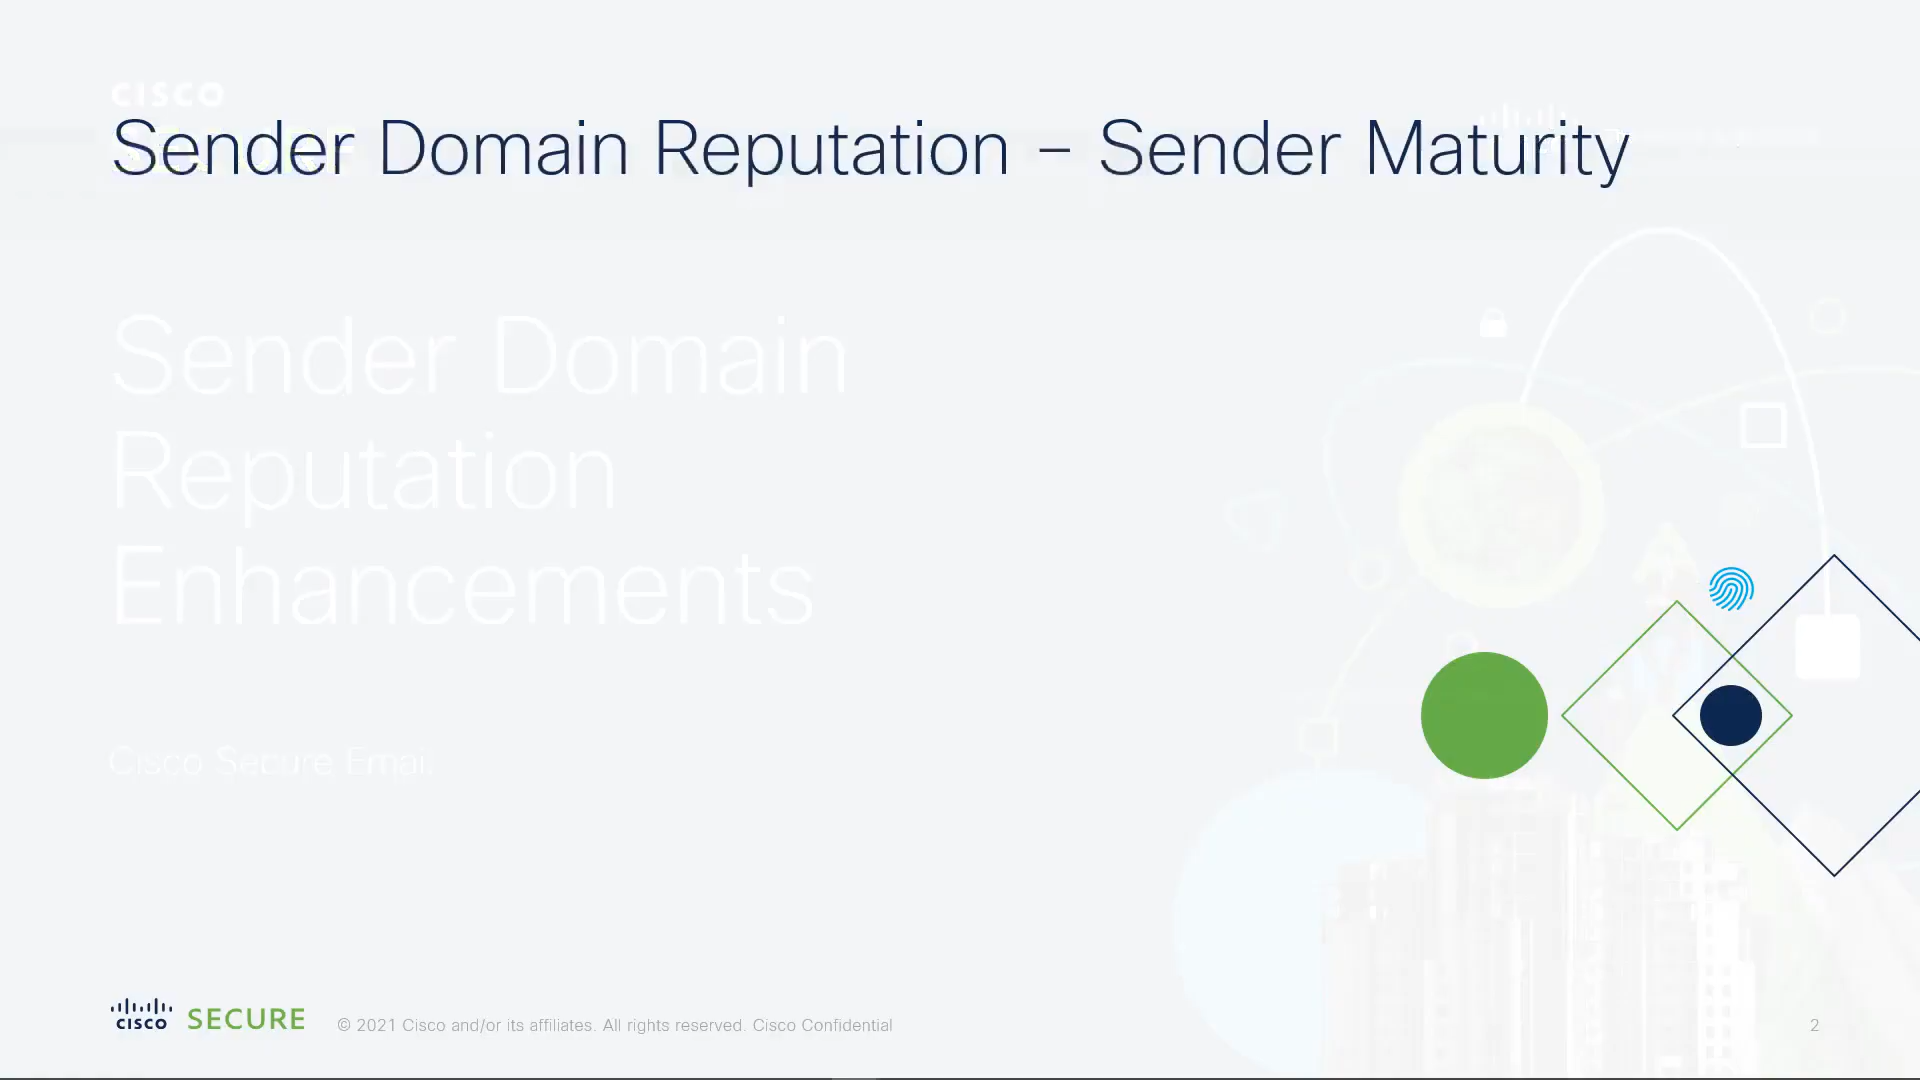 CISCO
Sender Domain Reputation – Sender Maturity
Sender Domain
Reputation
Enhancements
Cisco Secure Email
CISCO SECURE © 2021 Cisco and/or its affiliates. All rights reserved. Cisco Confidential 2